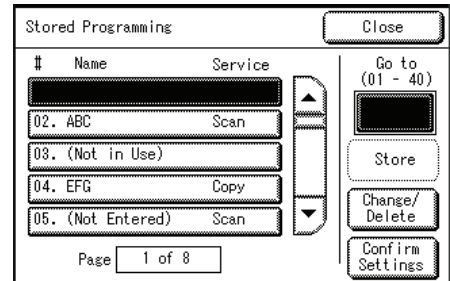 Stored Programming
Close
# Name Service
Go to
(01 - 40)
02. ABC Scan
03. (Not in Use)
Store
04. EFG Copy
Change/
Delete
05. (Not Entered) Scan
Page 1 of 8
Confirm
Settings